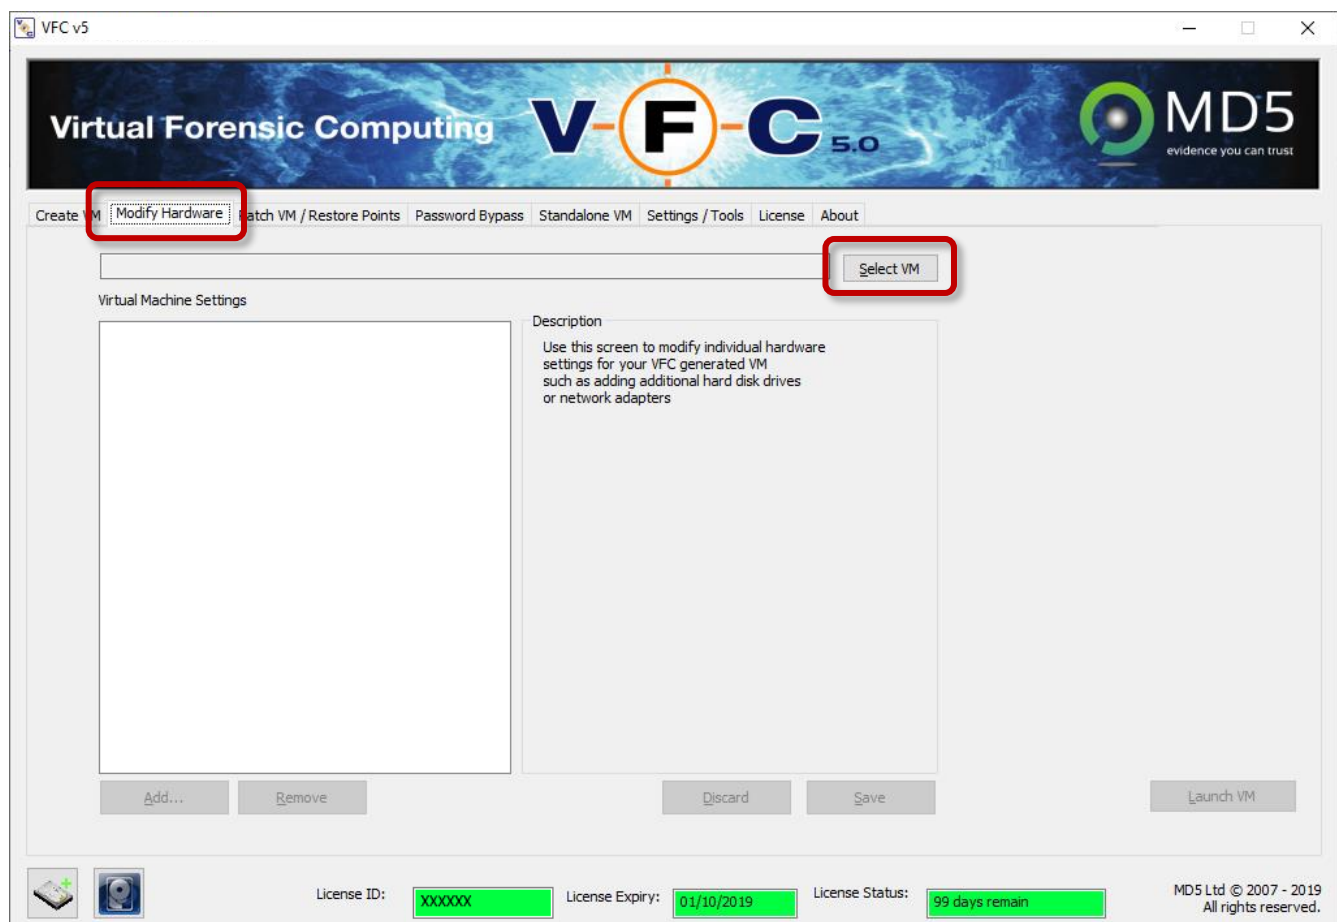 VFC v5
Virtual Forensic Computing
V-F-C 5.0
MD5
evidence you can trust
Create VM Modify Hardware Patch VM / Restore Points Password Bypass Standalone VM Settings / Tools License About
Select VM
Virtual Machine Settings
Description
Use this screen to modify individual hardware
settings for your VFC generated VM
such as adding additional hard disk drives
or network adapters
Add... Remove Discard Save Launch VM
License ID: XXXXXX License Expiry: 01/10/2019 License Status: 99 days remain
MD5 Ltd © 2007 - 2019
All rights reserved.